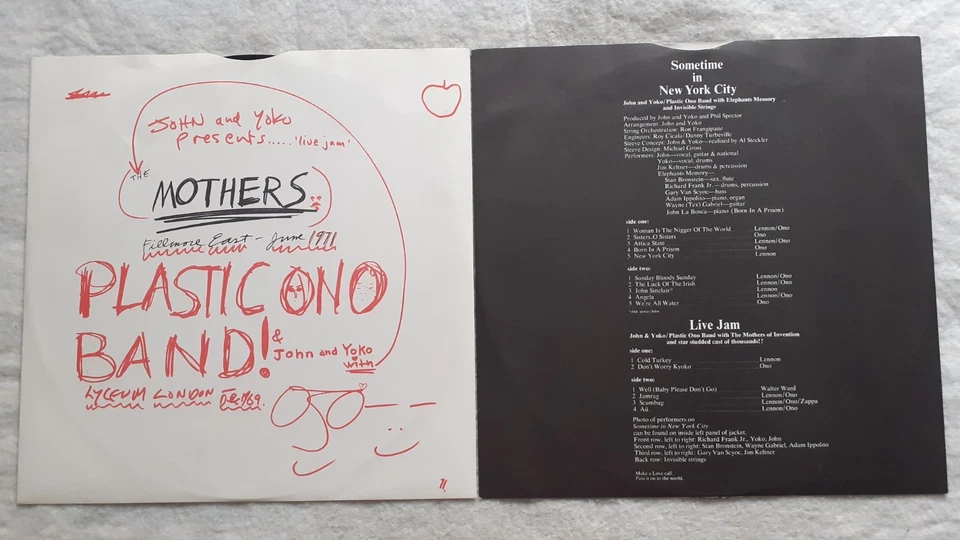 JOHN and YOKO
presents..... 'live jam'
THE
MOTHERS
Fillmore East – June 1971
PLASTIC ONO
BAND!
&
John and Yoko
with
LYCEUM LONDON Dec 1969.
71.
Sometime
in
New York City
John and Yoko/Plastic Ono Band with Elephants Memory
and Invisible Strings
Produced by John and Yoko and Phil Spector
Arrangement: John and Yoko
String Orchestration: Ron Frangipane
Engineers: Roy Cicala/Danny Turbeville
Sleeve Concept: John & Yoko—realized by Al Steckler
Sleeve Design: Michael Gross
Performers: John—vocal, guitar & national
Yoko—vocal, drums
Jim Keltner—drums & percussion
Elephants Memory—
Stan Bronstein—sax, flute
Richard Frank Jr.—drums, percussion
Gary Van Scyoc—bass
Adam Ippolito—piano, organ
Wayne (Tex) Gabriel—guitar
John La Bosca—piano (Born In A Prison)
side one:
1 Woman Is The Nigger Of The World Lennon/Ono
2 Sisters, O Sisters Ono
3 Attica State Lennon/Ono
4 Born In A Prison Ono
5 New York City Lennon
side two:
1 Sunday Bloody Sunday Lennon/Ono
2 The Luck Of The Irish Lennon/Ono
3 John Sinclair* Lennon
4 Angela Lennon/Ono
5 We're All Water Ono
Live Jam
John & Yoko/Plastic Ono Band with The Mothers of Invention
and star studded cast of thousands!!
side one:
1 Cold Turkey Lennon
2 Don't Worry Kyoko Ono
side two:
1 Well (Baby Please Don't Go) Walter Ward
2 Jamrag Lennon/Ono
3 Scumbag Lennon/Ono/Zappa
4 Aü Lennon/Ono
Photo of performers on
Sometime in New York City
can be found on inside left panel of jacket.
Front row, left to right: Richard Frank Jr., Yoko, John
Second row, left to right: Stan Bronstein, Wayne Gabriel, Adam Ippolito
Third row, left to right: Gary Van Scyoc, Jim Keltner
Back row: Invisible strings
Make a Love call.
Pass it on to the world.